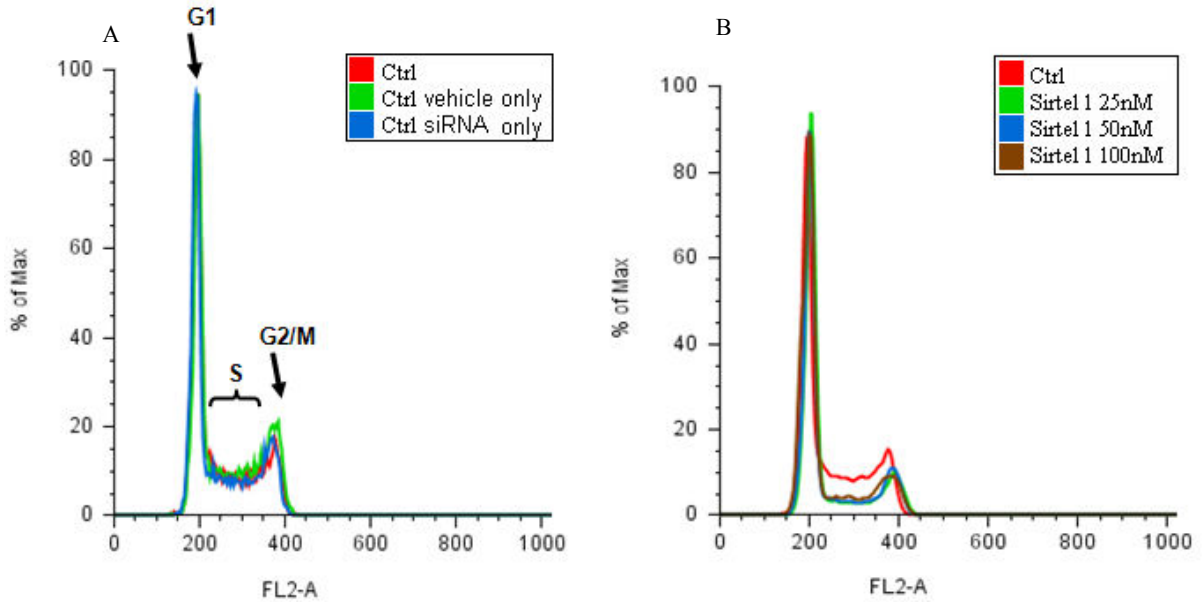 A
G1
Ctrl
Ctrl vehicle only
Ctrl siRNA only
100
80
60
40
20
0
% of Max
S
G2/M
0 200 400 600 800 1000
FL2-A
B
Ctrl
Sirtel 1 25nM
Sirtel 1 50nM
Sirtel 1 100nM
100
80
60
40
20
0
% of Max
0 200 400 600 800 1000
FL2-A